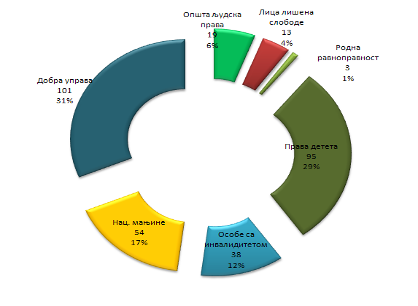 Општа људска
права
19
6%
Лица лишена
слободе
13
4%
Родна
равноправност
3
1%
Права детета
95
29%
Особе са
инвалидитетом
38
12%
Нац. мањине
54
17%
Добра управа
101
31%